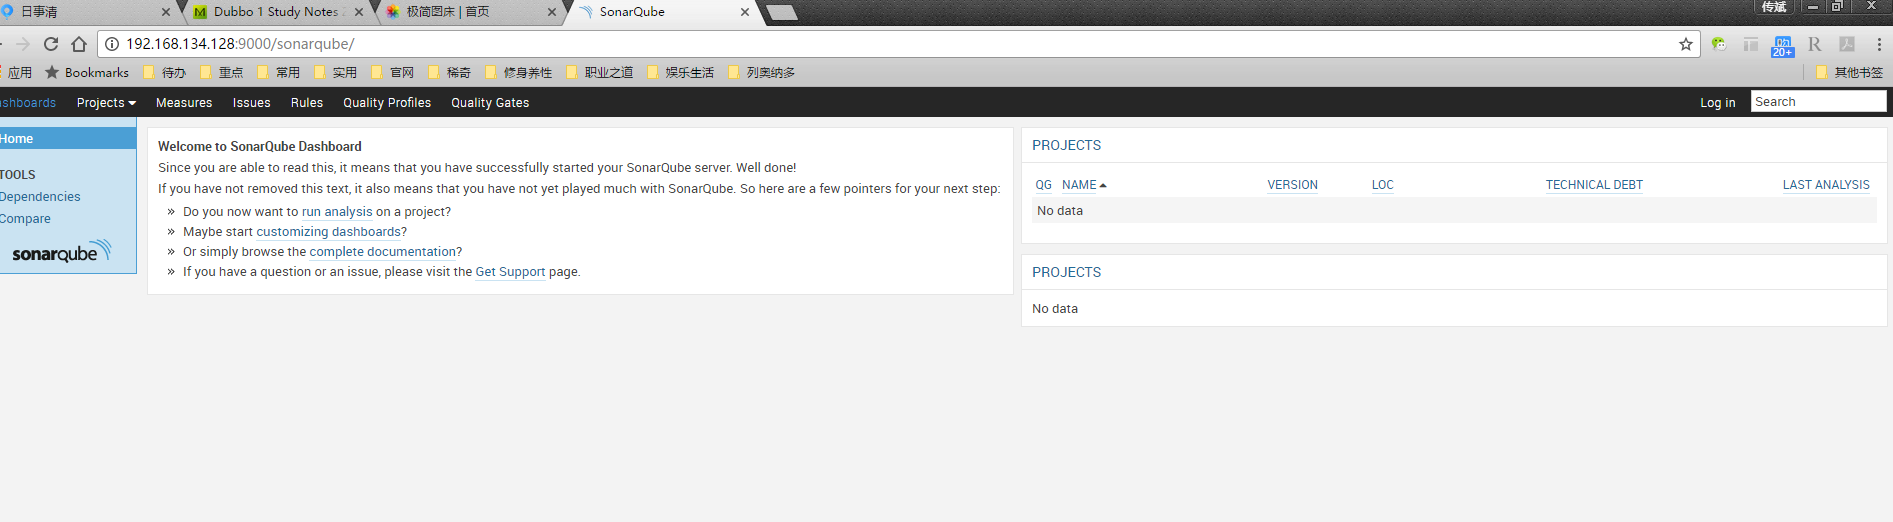 日事清 Dubbo 1 Study Notes 极简图床 | 首页 SonarQube 传斌
192.168.134.128:9000/sonarqube/ R 20+
应用 Bookmarks 待办 重点 常用 实用 官网 稀奇 修身养性 职业之道 娱乐生活 列奥纳多 其他书签
ashboards Projects Measures Issues Rules Quality Profiles Quality Gates Log in Search
Home
TOOLS
Dependencies
Compare
sonarqube
Welcome to SonarQube Dashboard
Since you are able to read this, it means that you have successfully started your SonarQube server. Well done!
If you have not removed this text, it also means that you have not yet played much with SonarQube. So here are a few pointers for your next step:
» Do you now want to run analysis on a project?
» Maybe start customizing dashboards?
» Or simply browse the complete documentation?
» If you have a question or an issue, please visit the Get Support page.
PROJECTS
QG NAME VERSION LOC TECHNICAL DEBT LAST ANALYSIS
No data
PROJECTS
No data